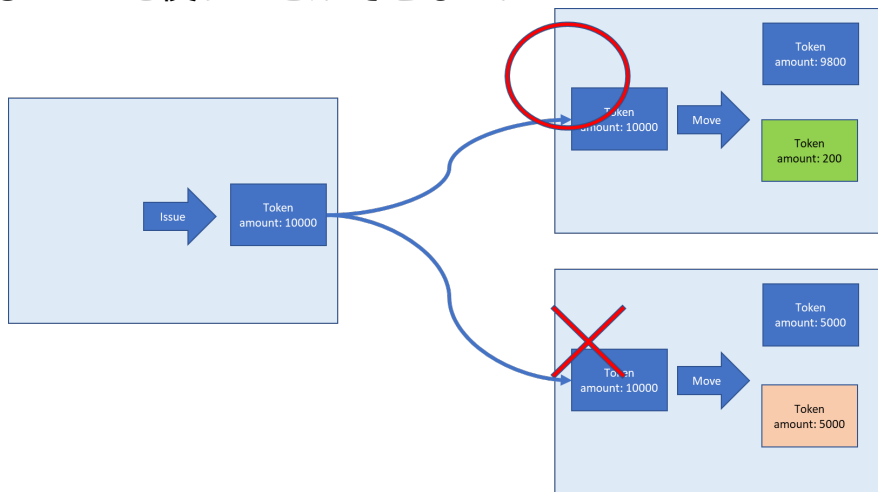 Issue
Token
amount: 10000
Token
amount: 10000
Move
Token
amount: 9800
Token
amount: 200
Token
amount: 10000
Move
Token
amount: 5000
Token
amount: 5000